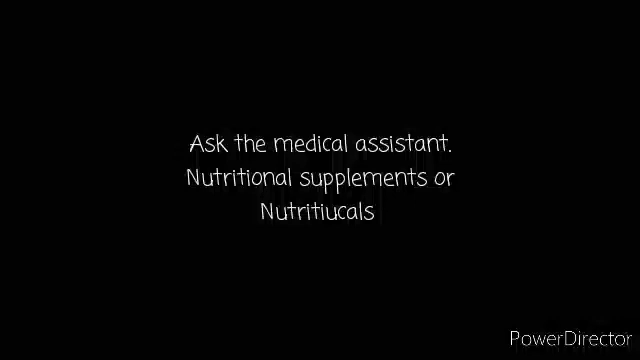 Ask the medical assistant.
Nutritional supplements or
Nutritiucals
PowerDirector